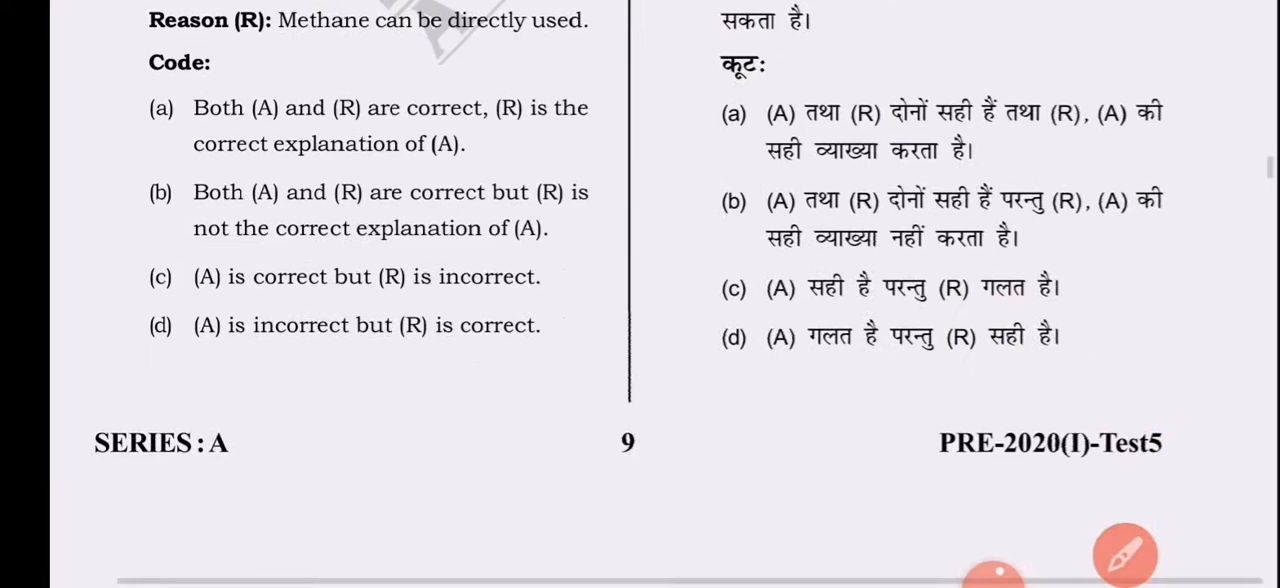 Reason (R): Methane can be directly used.
Code:
(a) Both (A) and (R) are correct, (R) is the
correct explanation of (A).
(b) Both (A) and (R) are correct but (R) is
not the correct explanation of (A).
(c) (A) is correct but (R) is incorrect.
(d) (A) is incorrect but (R) is correct.
सकता है।
कूटः
(a) (A) तथा (R) दोनों सही हैं तथा (R), (A) की
सही व्याख्या करता है।
(b) (A) तथा (R) दोनों सही हैं परन्तु (R), (A) की
सही व्याख्या नहीं करता है।
(c) (A) सही है परन्तु (R) गलत है।
(d) (A) गलत है परन्तु (R) सही है।
SERIES : A
9
PRE-2020(I)-Test5